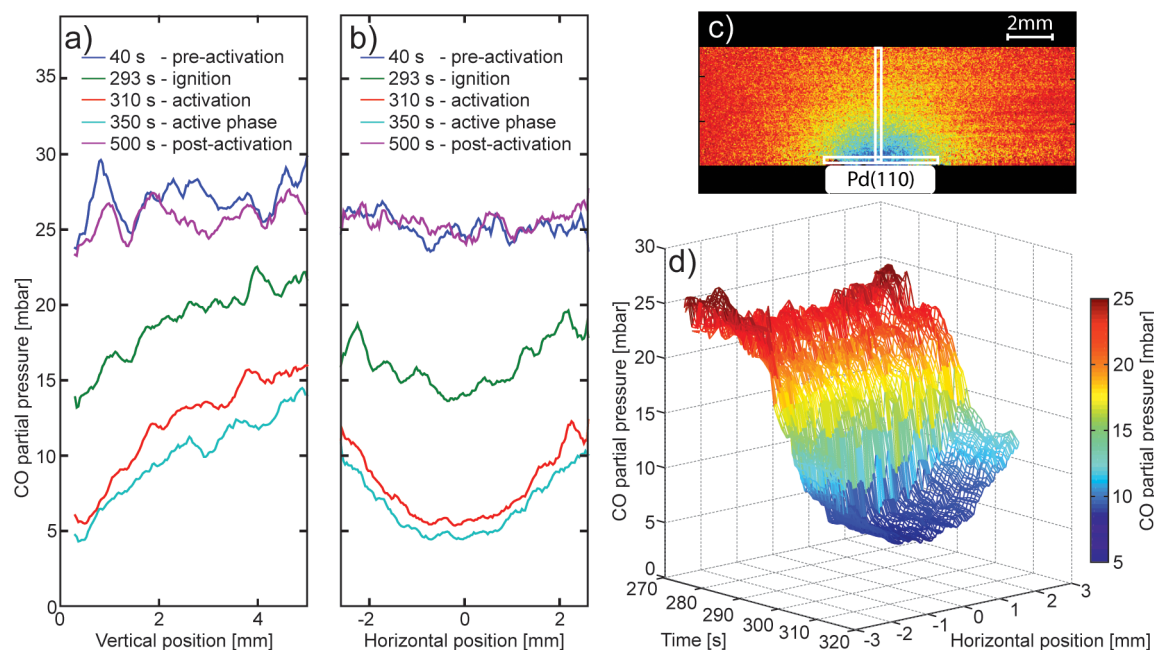 a)
40 s - pre-activation
293 s - ignition
310 s - activation
350 s - active phase
500 s - post-activation
35
30
25
20
15
10
5
0
CO partial pressure [mbar]
0 2 4
Vertical position [mm]
b)
40 s - pre-activation
293 s - ignition
310 s - activation
350 s - active phase
500 s - post-activation
-2 0 2
Horizontal position [mm]
c)
2mm
Pd(110)
d)
30
25
20
15
10
5
0
CO partial pressure [mbar]
270
280
290
300
310
320
Time [s]
-3
-2
-1
0
1
2
3
Horizontal position [mm]
25
20
15
10
5
CO partial pressure [mbar]